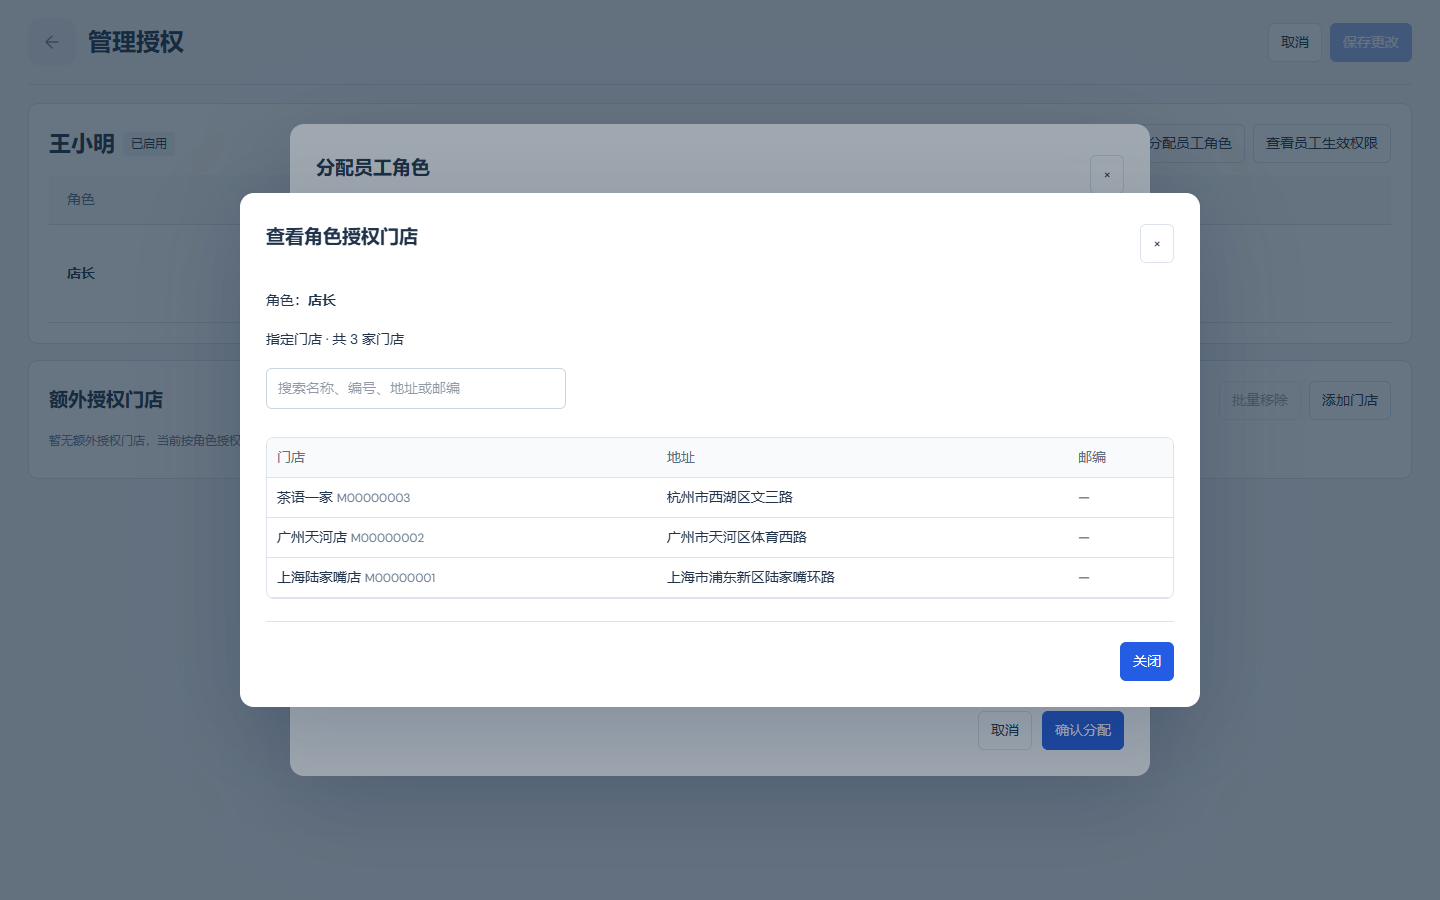 管理授权
取消
保存更改
王小明 已启用
分配员工角色
查看员工生效权限
角色
店长
额外授权门店
批量移除
添加门店
暂无额外授权门店，当前按角色授权
分配员工角色
×
查看角色授权门店
×
角色：店长
指定门店 · 共 3 家门店
搜索名称、编号、地址或邮编
门店 地址 邮编
茶语一家 M00000003 杭州市西湖区文三路 —
广州天河店 M00000002 广州市天河区体育西路 —
上海陆家嘴店 M00000001 上海市浦东新区陆家嘴环路 —
关闭
取消
确认分配